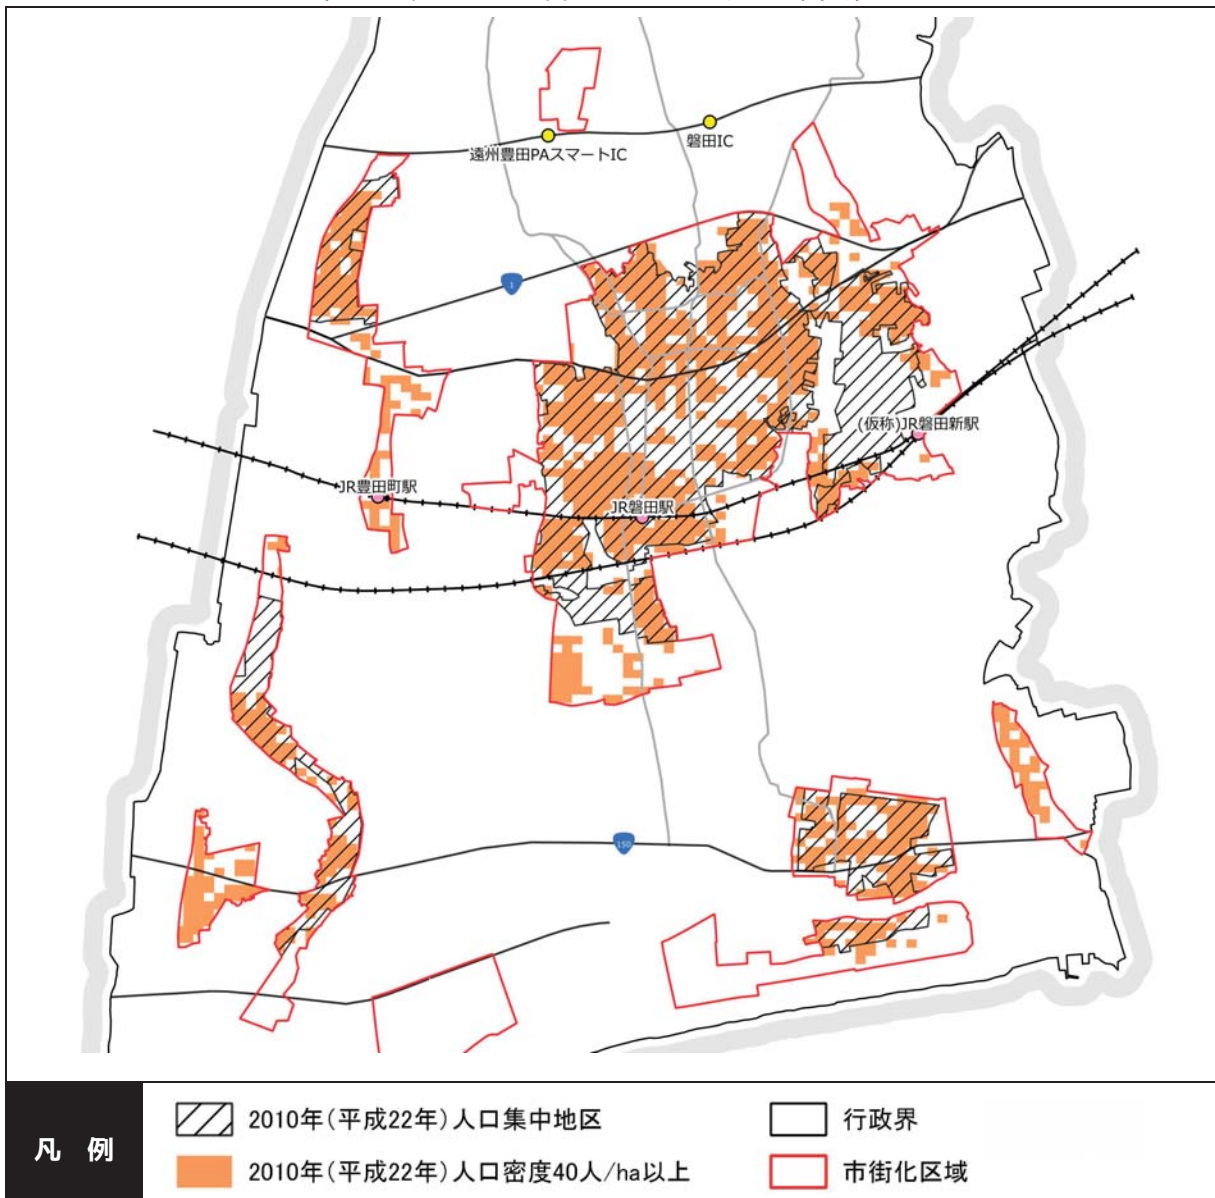 遠州豊田PAスマートIC
磐田IC
1
(仮称)JR磐田新駅
JR豊田町駅
JR磐田駅
150
凡 例
2010年(平成22年)人口集中地区
行政界
2010年(平成22年)人口密度40人/ha以上
市街化区域